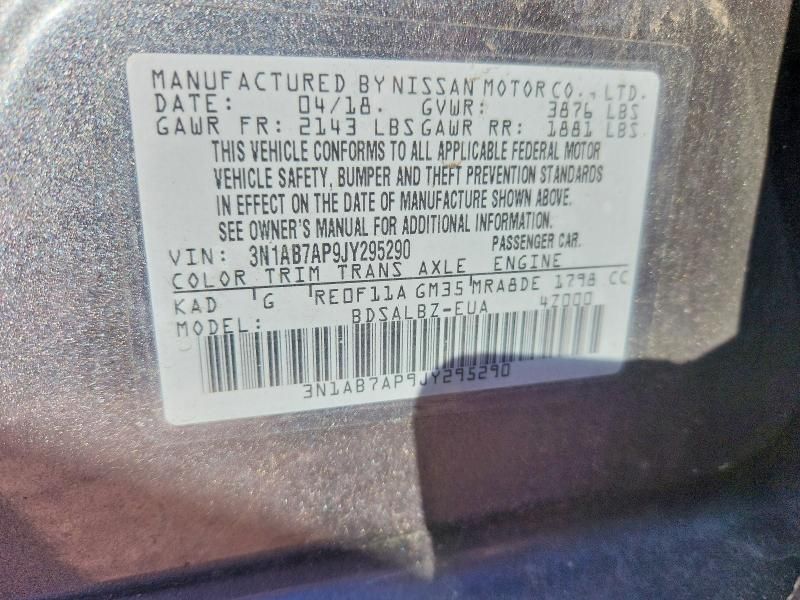 MANUFACTURED BY NISSAN MOTOR CO., LTD.
DATE: 04/18. GVWR: 3876 LBS
GAWR FR: 2143 LBS GAWR RR: 1881 LBS
THIS VEHICLE CONFORMS TO ALL APPLICABLE FEDERAL MOTOR
VEHICLE SAFETY, BUMPER AND THEFT PREVENTION STANDARDS
IN EFFECT ON THE DATE OF MANUFACTURE SHOWN ABOVE.
SEE OWNER'S MANUAL FOR ADDITIONAL INFORMATION.
VIN: 3N1AB7AP9JY295290 PASSENGER CAR.
COLOR TRIM TRANS AXLE ENGINE
KAD G RE0F11A GM35 MRA8DE 1798 CC
MODEL: BDSALBZ-EUA 4Z000
3N1AB7AP9JY295290